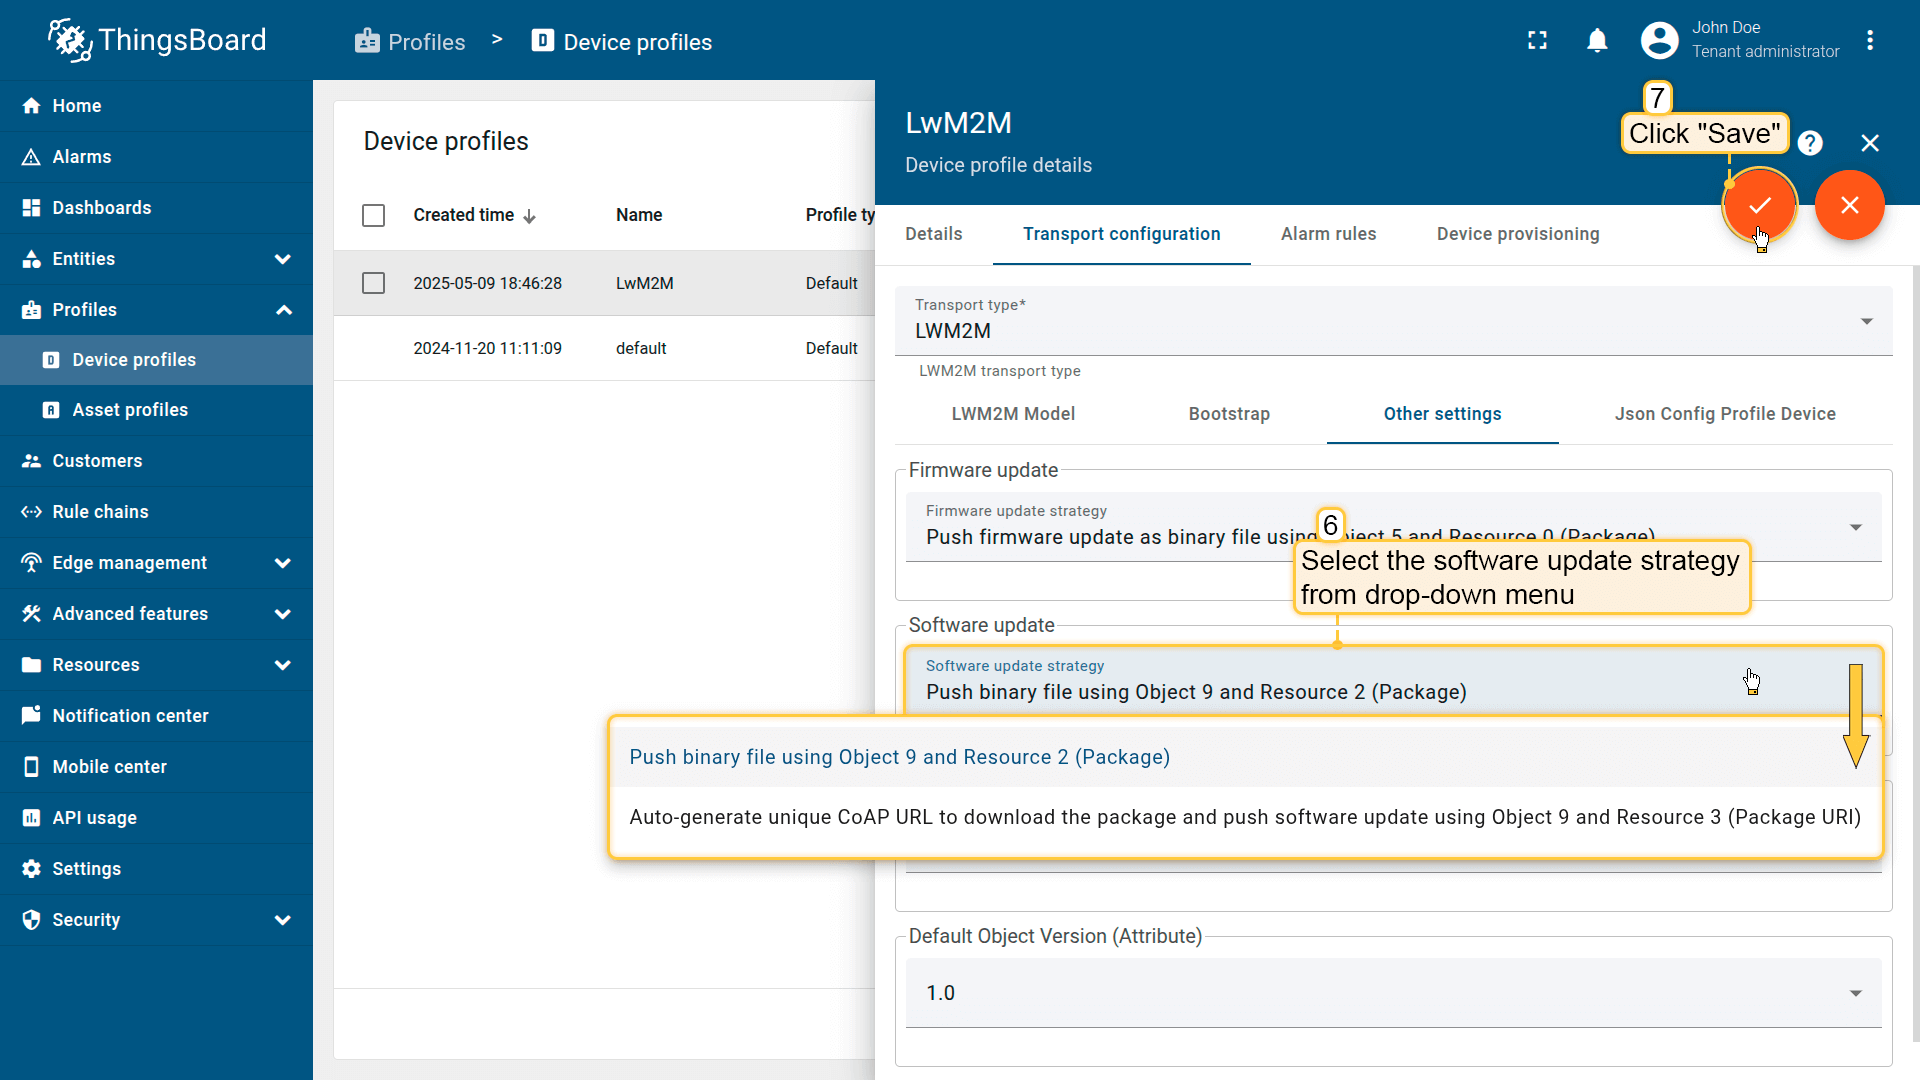 ThingsBoard
Profiles > Device profiles
John Doe
Tenant administrator
Home
Alarms
Dashboards
Entities
Profiles
Device profiles
Asset profiles
Customers
Rule chains
Edge management
Advanced features
Resources
Notification center
Mobile center
API usage
Settings
Security
Device profiles
Created time Name Profile ty
2025-05-09 18:46:28 LwM2M Default
2024-11-20 11:11:09 default Default
LwM2M
Device profile details
7
Click "Save"
Details Transport configuration Alarm rules Device provisioning
Transport type*
LWM2M
LWM2M transport type
LWM2M Model Bootstrap Other settings Json Config Profile Device
Firmware update
Firmware update strategy
Push firmware update as binary file using Object 5 and Resource 0 (Package)
6
Select the software update strategy
from drop-down menu
Software update
Software update strategy
Push binary file using Object 9 and Resource 2 (Package)
Push binary file using Object 9 and Resource 2 (Package)
Auto-generate unique CoAP URL to download the package and push software update using Object 9 and Resource 3 (Package URI)
Default Object Version (Attribute)
1.0